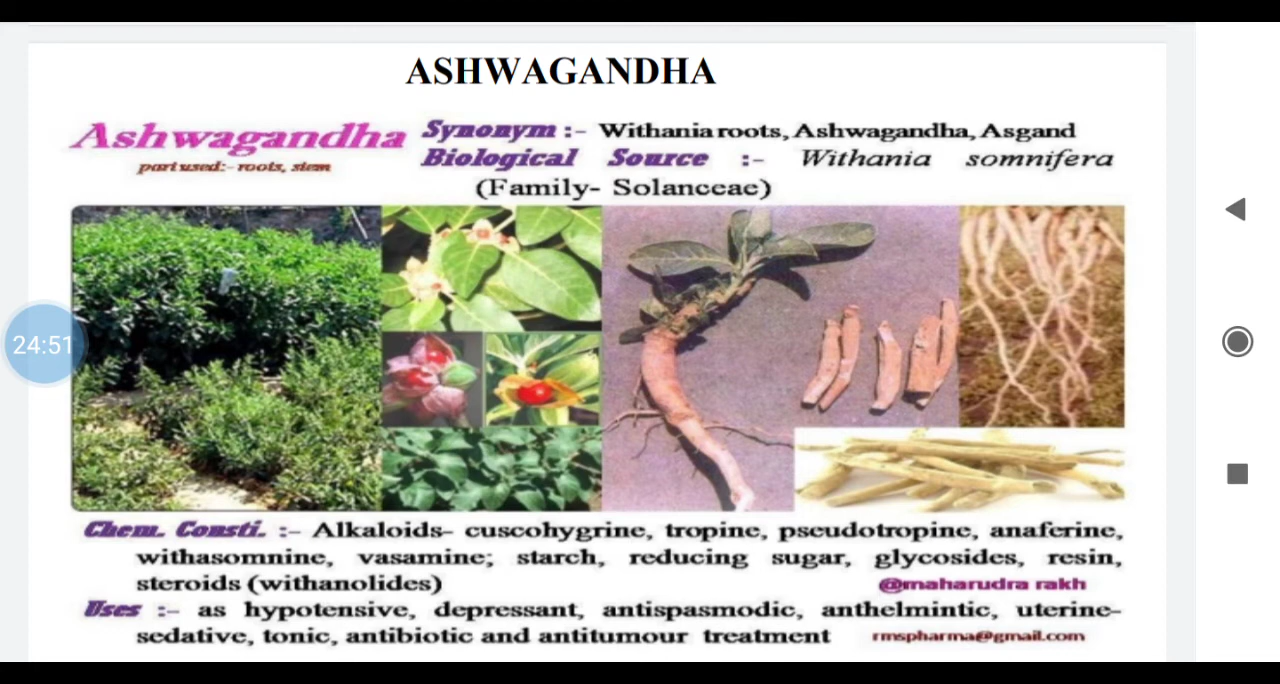 ASHWAGANDHA
Ashwagandha
part used:- roots, stem
Synonym :- Withania roots, Ashwagandha, Asgand
Biological Source :- Withania somnifera
(Family- Solanceae)
24:51
Chem. Consti. :- Alkaloids- cuscohygrine, tropine, pseudotropine, anaferine,
withasomnine, vasamine; starch, reducing sugar, glycosides, resin,
steroids (withanolides)
@maharudra rakh
Uses :- as hypotensive, depressant, antispasmodic, anthelmintic, uterine-
sedative, tonic, antibiotic and antitumour treatment
rmspharma@gmail.com